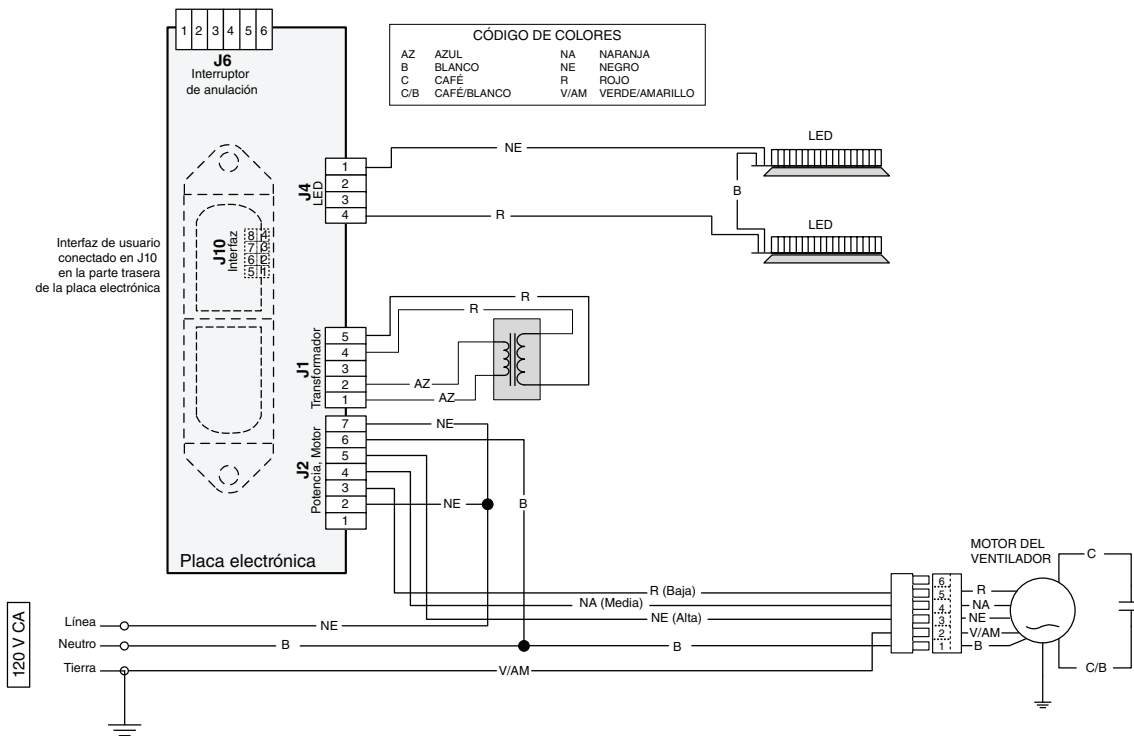 1 2 3 4 5 6
J6
Interruptor
de anulación
CÓDIGO DE COLORES
AZ AZUL NA NARANJA
B BLANCO NE NEGRO
C CAFÉ R ROJO
C/B CAFÉ/BLANCO V/AM VERDE/AMARILLO
J4
LED
1
2
3
4
NE
R
B
LED
LED
Interfaz de usuario
conectado en J10
en la parte trasera
de la placa electrónica
J10
Interfaz
8 4
7 3
6 2
5 1
J1
Transformador
5
4
3
2
1
R
R
AZ
AZ
J2
Potencia, Motor
7
6
5
4
3
2
1
NE
NE
B
Placa electrónica
R (Baja)
NA (Media)
NE (Alta)
120 V CA
Línea
NE
Neutro
B
B
Tierra
V/AM
MOTOR DEL
VENTILADOR
6
5
4
3
2
1
R
NA
NE
V/AM
B
C
C/B